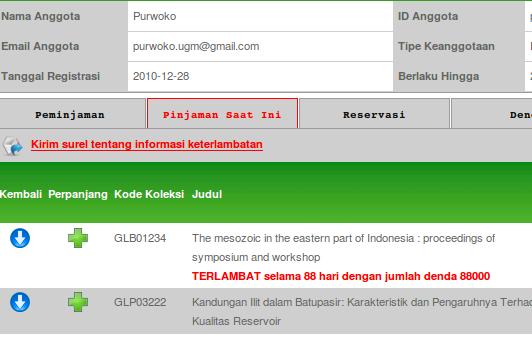 Nama Anggota Purwoko ID Anggota
Email Anggota purwoko.ugm@gmail.com Tipe Keanggotaan
Tanggal Registrasi 2010-12-28 Berlaku Hingga
Peminjaman Pinjaman Saat Ini Reservasi Den
Kirim surel tentang informasi keterlambatan
Kembali Perpanjang Kode Koleksi Judul
GLB01234 The mesozoic in the eastern part of Indonesia : proceedings of
symposium and workshop
TERLAMBAT selama 88 hari dengan jumlah denda 88000
GLP03222 Kandungan Ilit dalam Batupasir: Karakteristik dan Pengaruhnya Terhad
Kualitas Reservoir